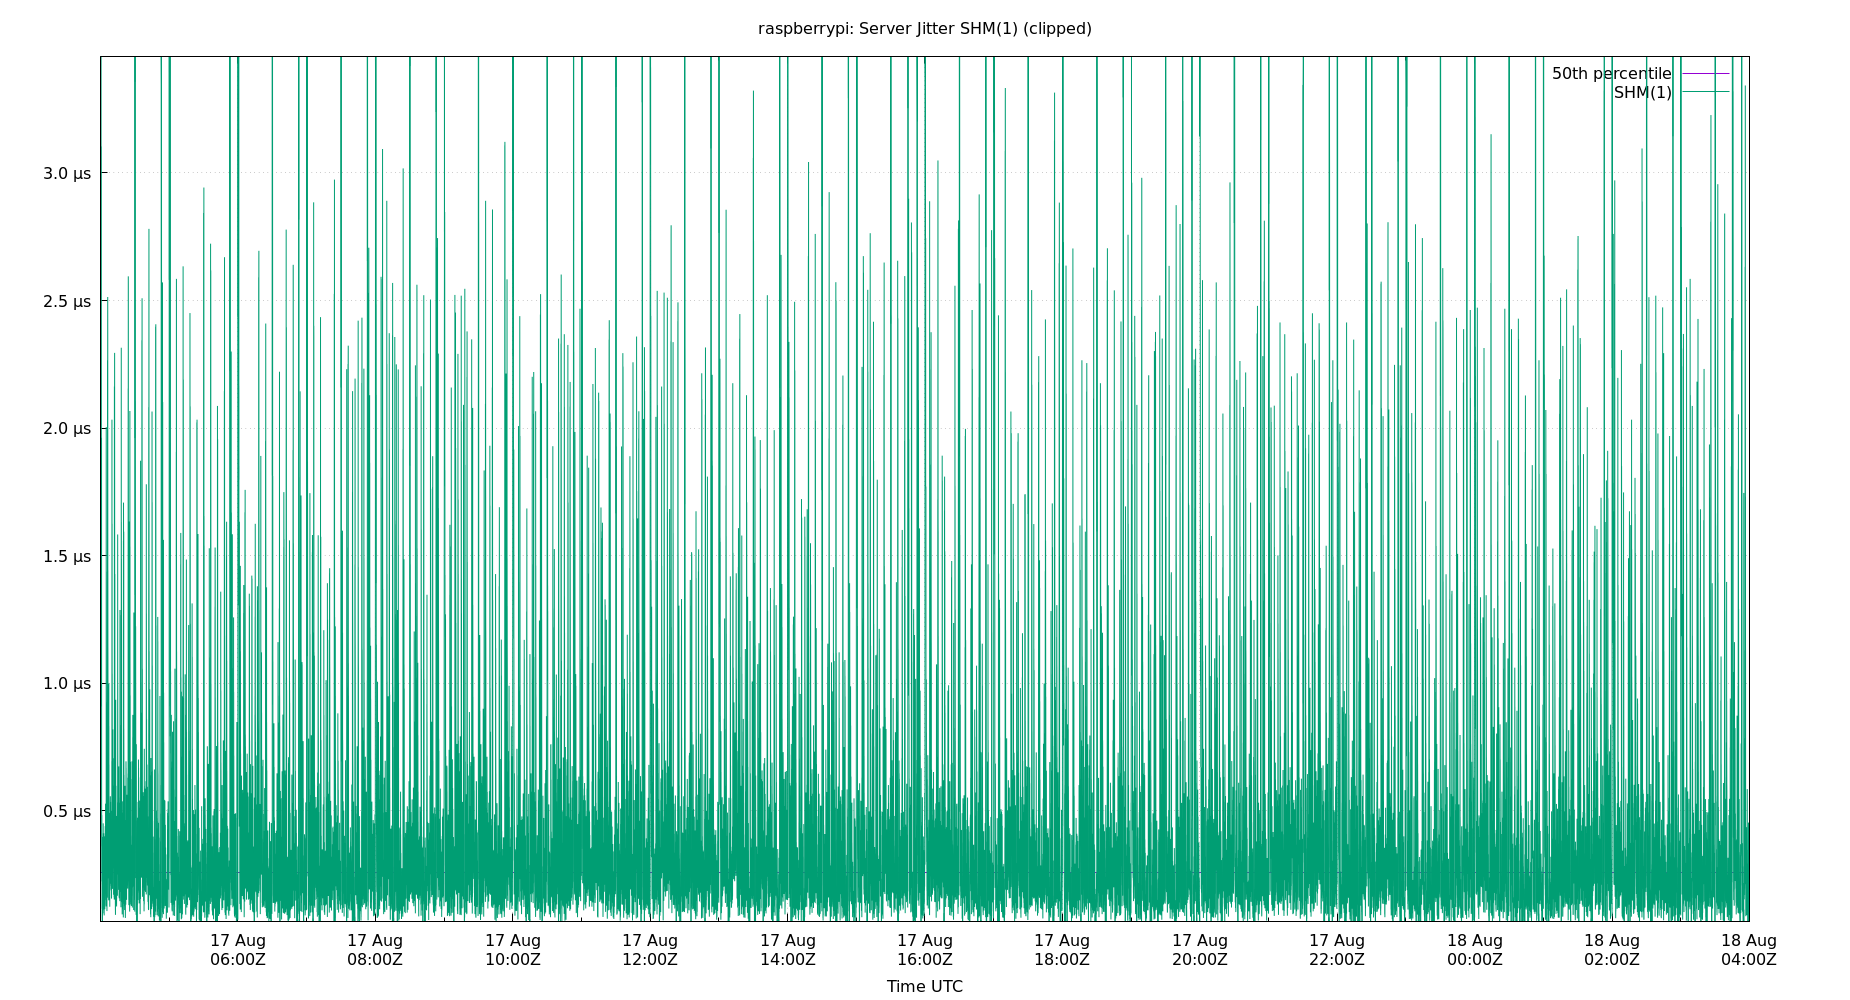 raspberrypi: Server Jitter SHM(1) (clipped)
50th percentile
SHM(1)
3.0 µs
2.5 µs
2.0 µs
1.5 µs
1.0 µs
0.5 µs
17 Aug 17 Aug 17 Aug 17 Aug 17 Aug 17 Aug 17 Aug 17 Aug 17 Aug 18 Aug 18 Aug 18 Aug
06:00Z 08:00Z 10:00Z 12:00Z 14:00Z 16:00Z 18:00Z 20:00Z 22:00Z 00:00Z 02:00Z 04:00Z
Time UTC